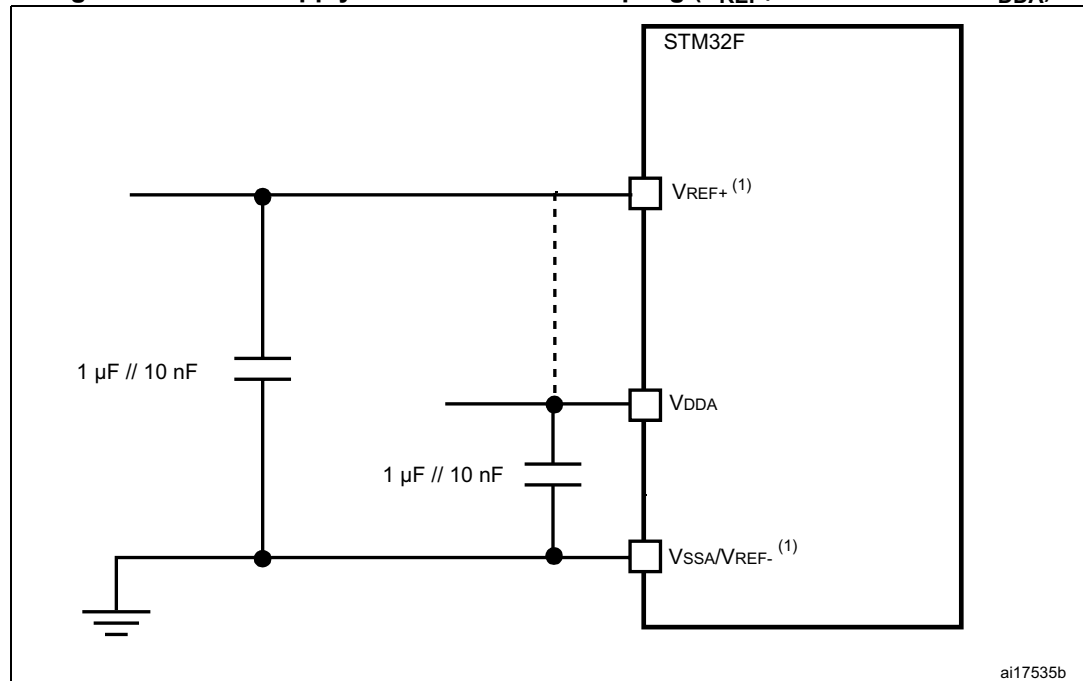 STM32F
VREF+ (1)
1 µF // 10 nF
VDDA
1 µF // 10 nF
VSSA/VREF- (1)
ai17535b